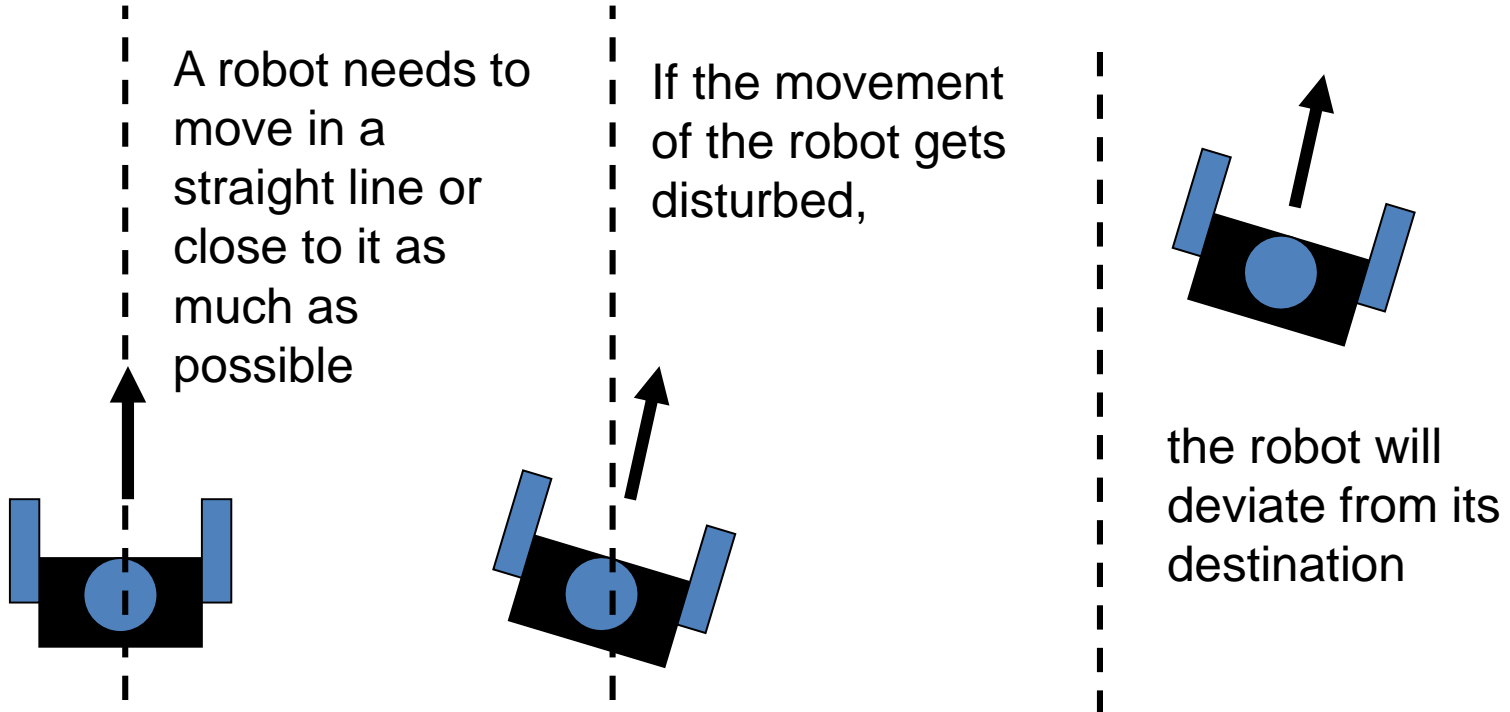 A robot needs to
move in a
straight line or
close to it as
much as
possible
If the movement
of the robot gets
disturbed,
the robot will
deviate from its
destination